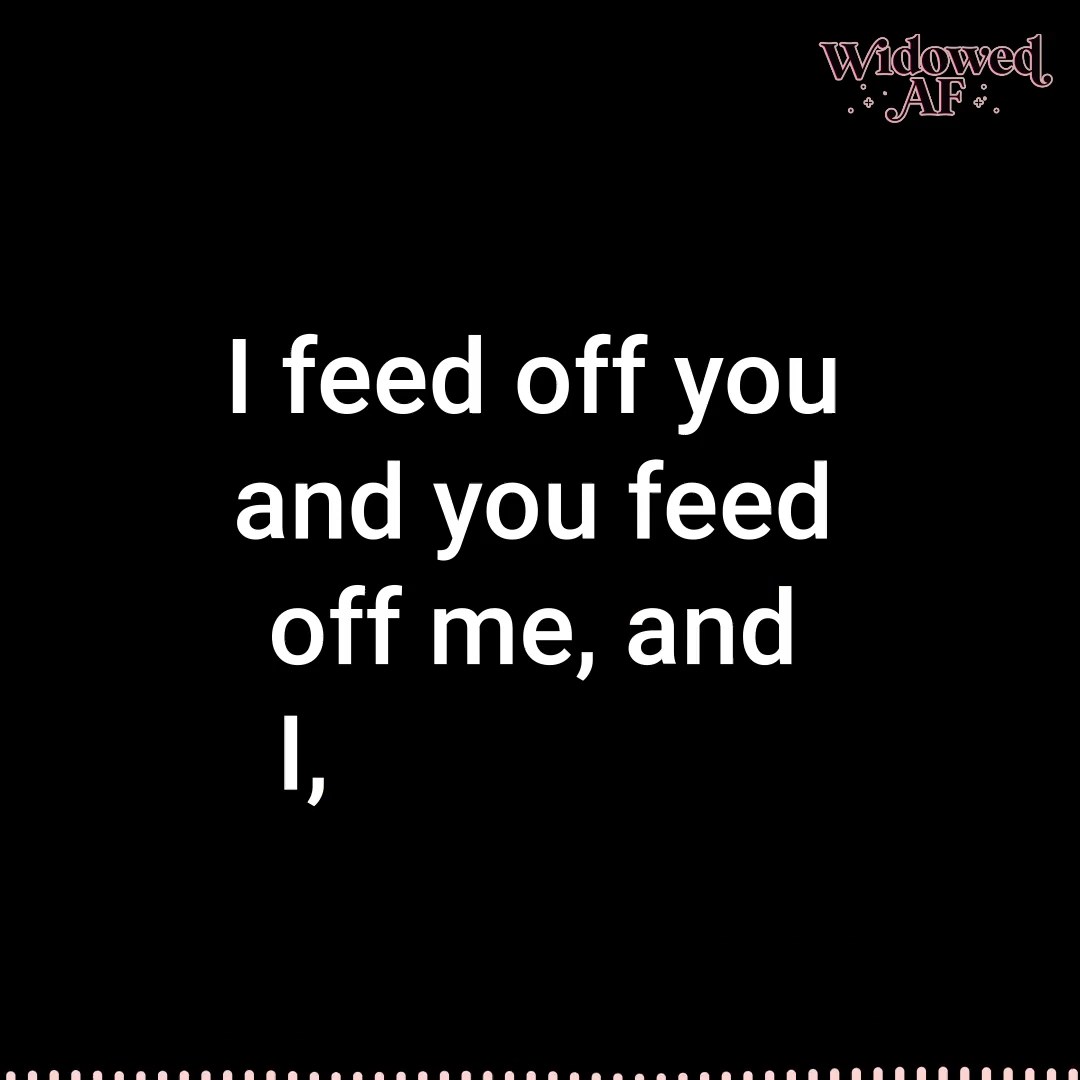 Widowed
AF
I feed off you
and you feed
off me, and
I,